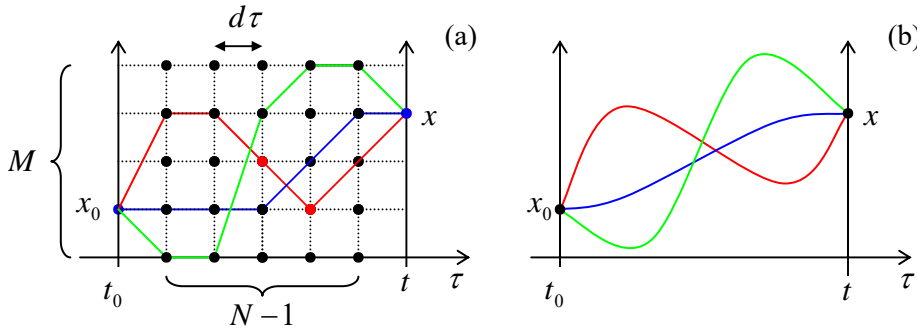 dτ
(a)
(b)
M
x
x
x₀
x₀
t₀
t
τ
t₀
t
τ
N − 1